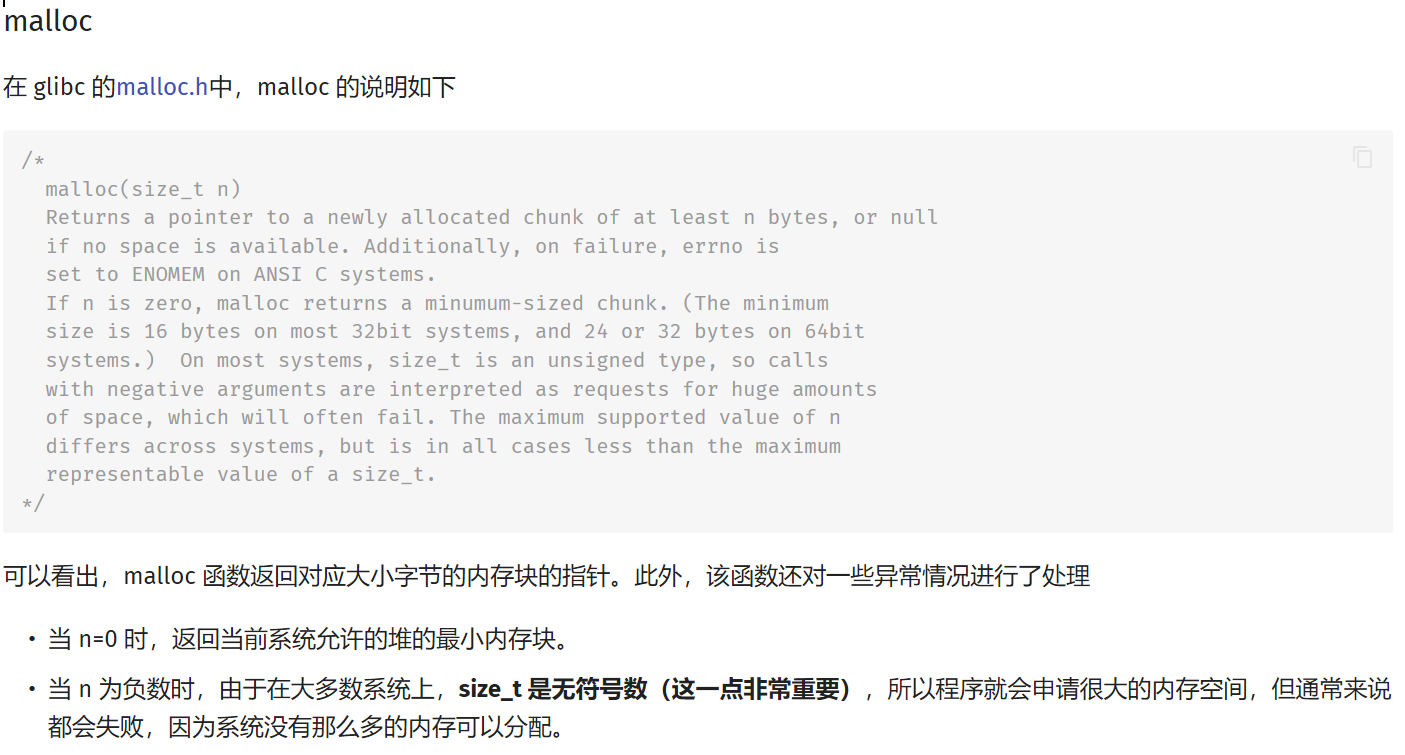 malloc
在 glibc 的malloc.h中，malloc 的说明如下
/*
  malloc(size_t n)
  Returns a pointer to a newly allocated chunk of at least n bytes, or null
  if no space is available. Additionally, on failure, errno is
  set to ENOMEM on ANSI C systems.
  If n is zero, malloc returns a minumum-sized chunk. (The minimum
  size is 16 bytes on most 32bit systems, and 24 or 32 bytes on 64bit
  systems.)  On most systems, size_t is an unsigned type, so calls
  with negative arguments are interpreted as requests for huge amounts
  of space, which will often fail. The maximum supported value of n
  differs across systems, but is in all cases less than the maximum
  representable value of a size_t.
*/
可以看出，malloc 函数返回对应大小字节的内存块的指针。此外，该函数还对一些异常情况进行了处理
• 当 n=0 时，返回当前系统允许的堆的最小内存块。
• 当 n 为负数时，由于在大多数系统上，size_t 是无符号数（这一点非常重要），所以程序就会申请很大的内存空间，但通常来说
都会失败，因为系统没有那么多的内存可以分配。